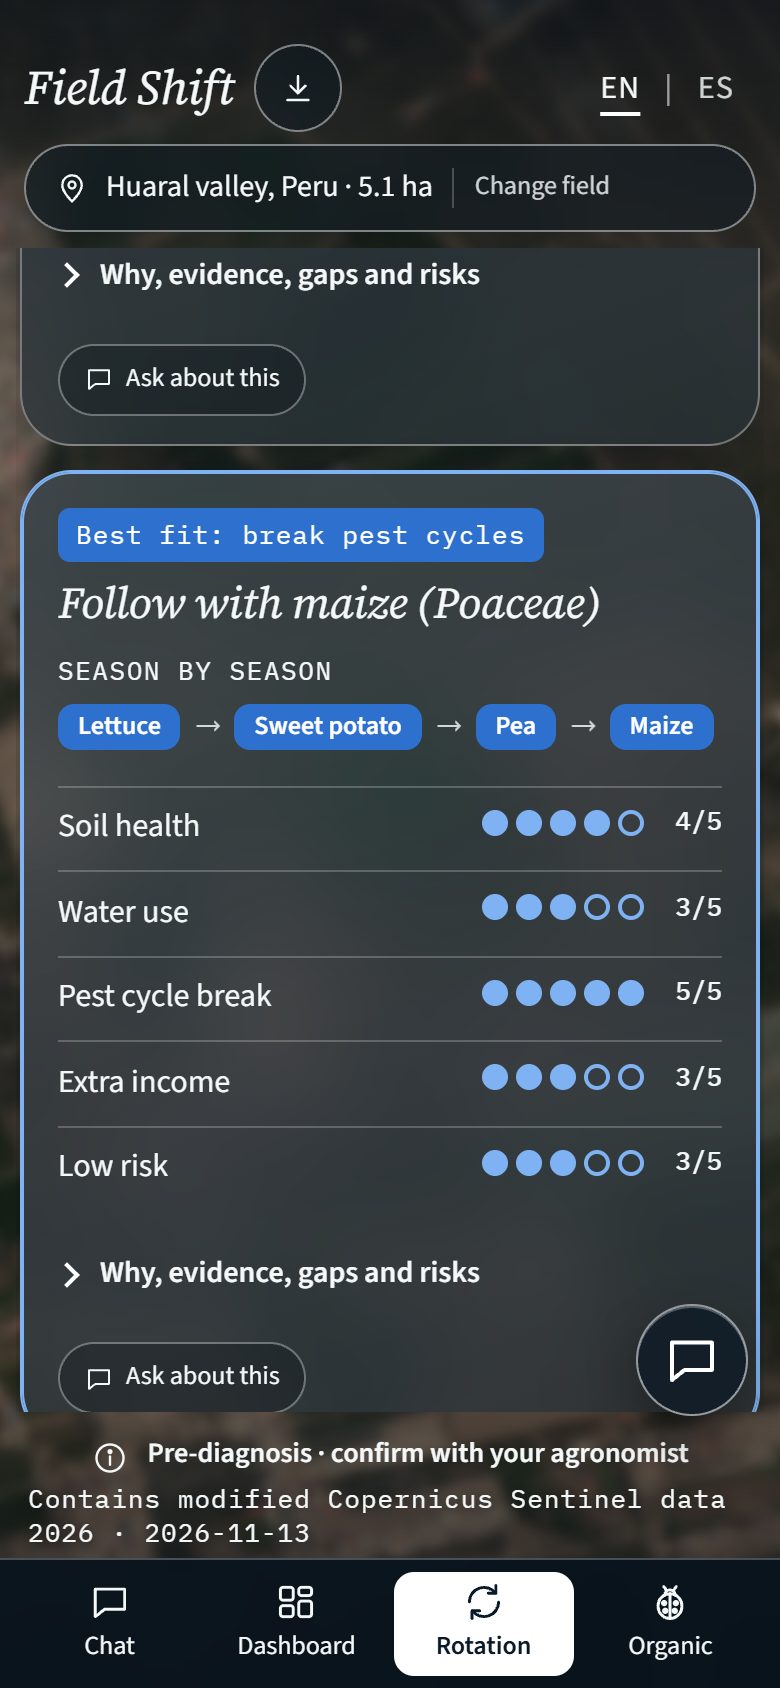 Field Shift
EN | ES
Huaral valley, Peru · 5.1 ha | Change field
Why, evidence, gaps and risks
Ask about this
Best fit: break pest cycles
Follow with maize (Poaceae)
SEASON BY SEASON
Lettuce → Sweet potato → Pea → Maize
Soil health 4/5
Water use 3/5
Pest cycle break 5/5
Extra income 3/5
Low risk 3/5
Why, evidence, gaps and risks
Ask about this
Pre-diagnosis · confirm with your agronomist
Contains modified Copernicus Sentinel data
2026 · 2026-11-13
Chat Dashboard Rotation Organic